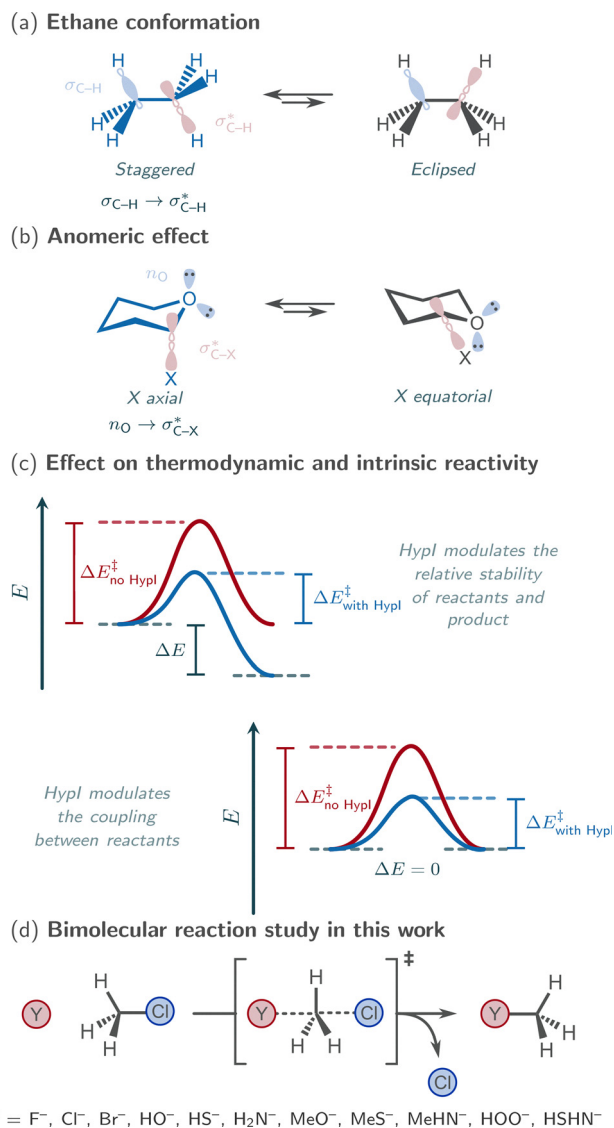 (a) Ethane conformation
H H H H
σC–H
H H H σ*C–H H H H H
Staggered Eclipsed
σC–H → σ*C–H
(b) Anomeric effect
nO
O O
σ*C–X X
X
X axial X equatorial
nO → σ*C–X
(c) Effect on thermodynamic and intrinsic reactivity
E
ΔE‡no HypI
ΔE‡with HypI
ΔE
HypI modulates the
relative stability
of reactants and
product
HypI modulates
the coupling
between reactants
E
ΔE‡no HypI
ΔE‡with HypI
ΔE = 0
(d) Bimolecular reaction study in this work
‡
H H H
Y Cl Y Cl Y H
H H H H H
Cl
= F⁻, Cl⁻, Br⁻, HO⁻, HS⁻, H₂N⁻, MeO⁻, MeS⁻, MeHN⁻, HOO⁻, HSHN⁻